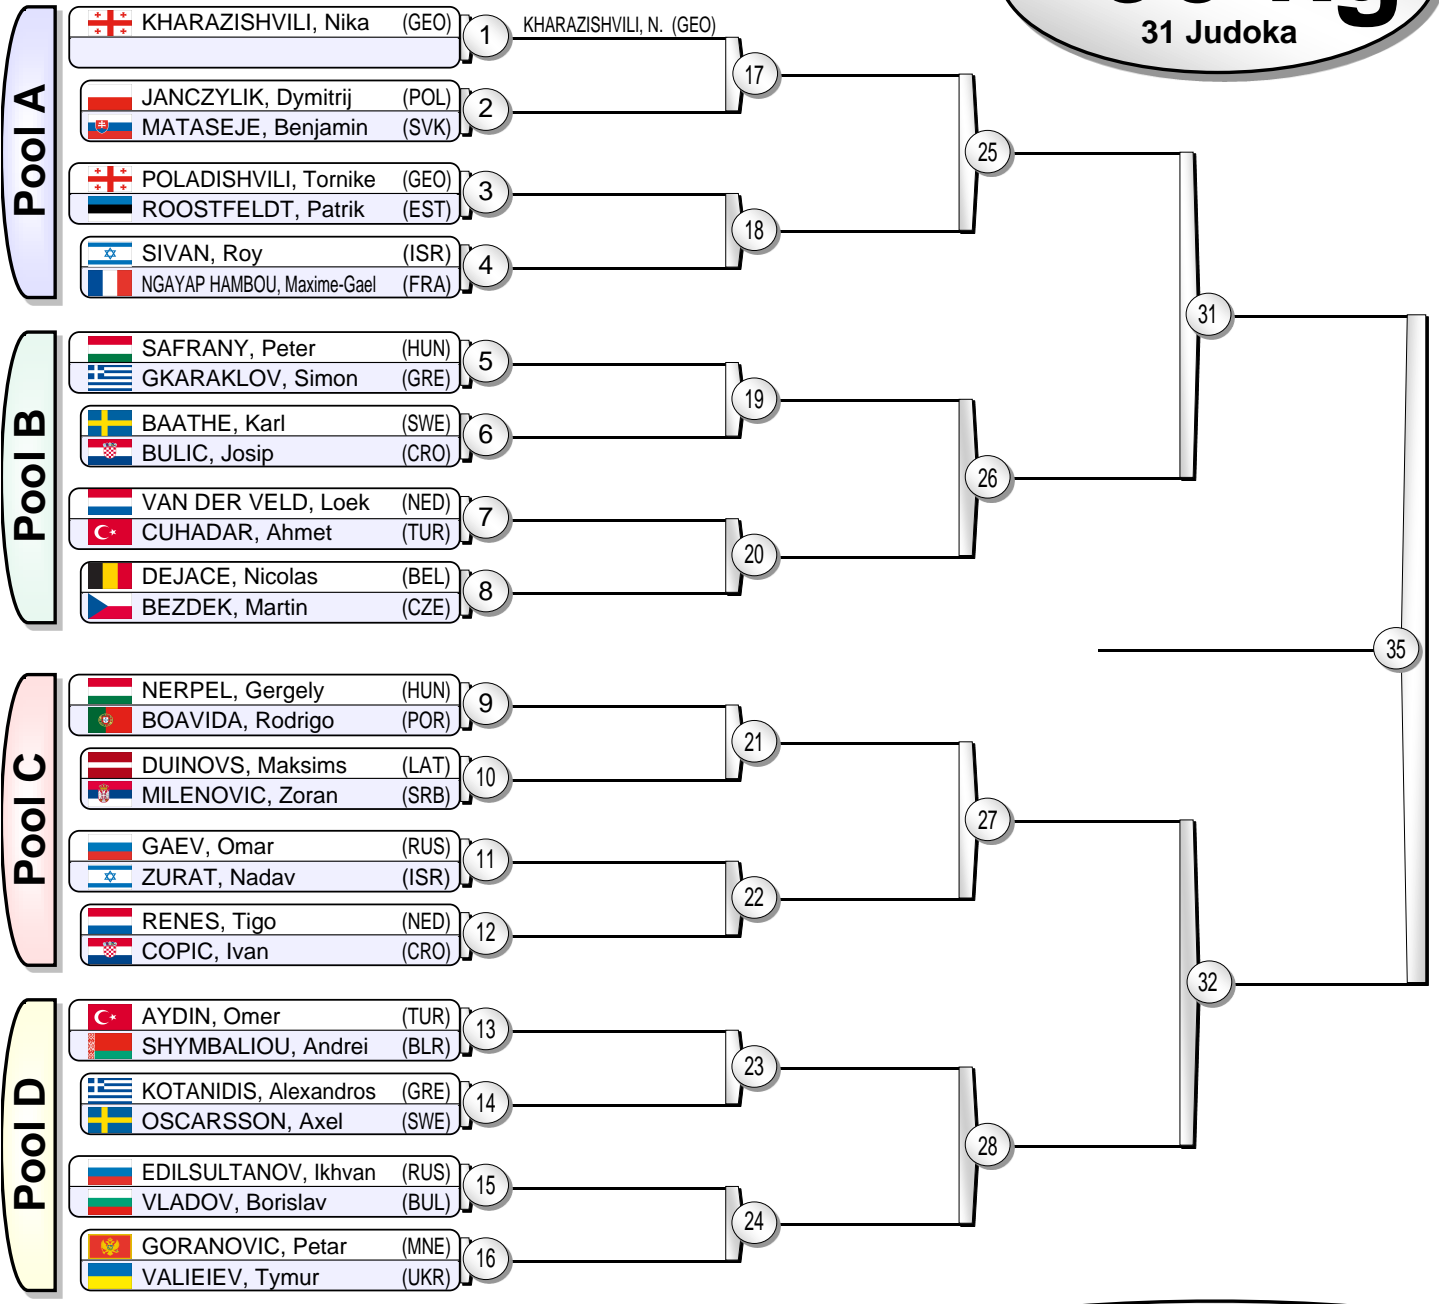 31 Judoka
Pool A
KHARAZISHVILI, Nika (GEO)
1
KHARAZISHVILI, N. (GEO)
JANCZYLIK, Dymitrij (POL)
MATASEJE, Benjamin (SVK)
2
17
POLADISHVILI, Tornike (GEO)
ROOSTFELDT, Patrik (EST)
3
25
SIVAN, Roy (ISR)
NGAYAP HAMBOU, Maxime-Gael (FRA)
4
18
31
Pool B
SAFRANY, Peter (HUN)
GKARAKLOV, Simon (GRE)
5
BAATHE, Karl (SWE)
BULIC, Josip (CRO)
6
19
VAN DER VELD, Loek (NED)
CUHADAR, Ahmet (TUR)
7
26
DEJACE, Nicolas (BEL)
BEZDEK, Martin (CZE)
8
20
35
Pool C
NERPEL, Gergely (HUN)
BOAVIDA, Rodrigo (POR)
9
DUINOVS, Maksims (LAT)
MILENOVIC, Zoran (SRB)
10
21
GAEV, Omar (RUS)
ZURAT, Nadav (ISR)
11
27
RENES, Tigo (NED)
COPIC, Ivan (CRO)
12
22
32
Pool D
AYDIN, Omer (TUR)
SHYMBALIOU, Andrei (BLR)
13
KOTANIDIS, Alexandros (GRE)
OSCARSSON, Axel (SWE)
14
23
EDILSULTANOV, Ikhvan (RUS)
VLADOV, Borislav (BUL)
15
28
GORANOVIC, Petar (MNE)
VALIEIEV, Tymur (UKR)
16
24